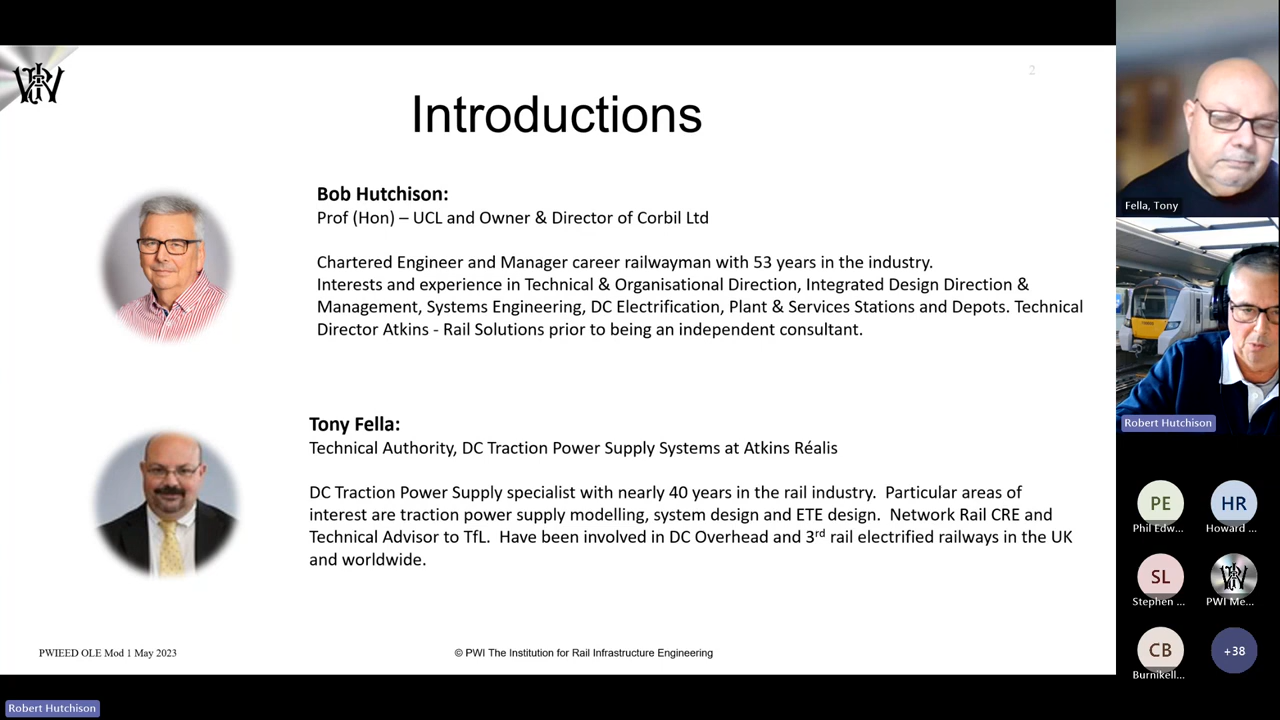 2
Introductions
Bob Hutchison:
Prof (Hon) – UCL and Owner & Director of Corbil Ltd
Chartered Engineer and Manager career railwayman with 53 years in the industry.
Interests and experience in Technical & Organisational Direction, Integrated Design Direction &
Management, Systems Engineering, DC Electrification, Plant & Services Stations and Depots. Technical
Director Atkins - Rail Solutions prior to being an independent consultant.
Tony Fella:
Technical Authority, DC Traction Power Supply Systems at Atkins Réalis
DC Traction Power Supply specialist with nearly 40 years in the rail industry. Particular areas of
interest are traction power supply modelling, system design and ETE design. Network Rail CRE and
Technical Advisor to TfL. Have been involved in DC Overhead and 3rd rail electrified railways in the UK
and worldwide.
PWIEED OLE Mod 1 May 2023
© PWI The Institution for Rail Infrastructure Engineering
Robert Hutchison
Fella, Tony
Robert Hutchison
PE
Phil Edw...
HR
Howard ...
SL
Stephen ...
PWI Me...
CB
Burnikell...
+38